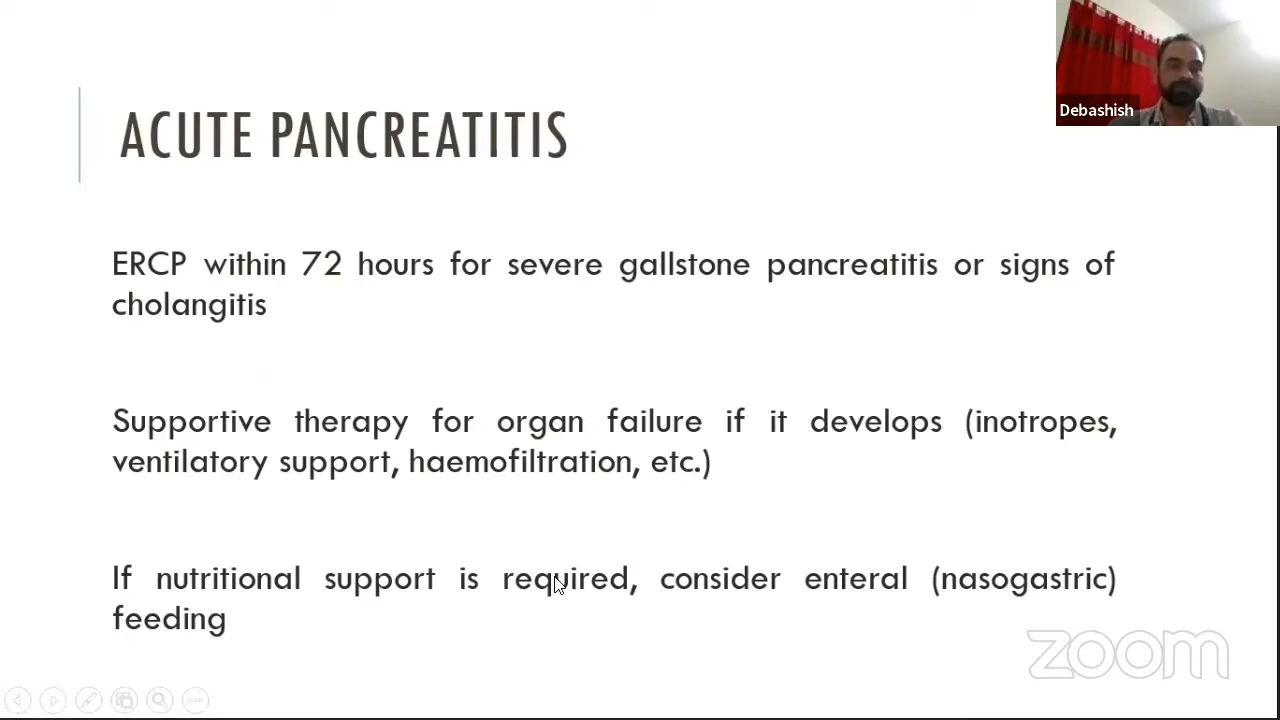 Debashish
ACUTE PANCREATITIS
ERCP within 72 hours for severe gallstone pancreatitis or signs of
cholangitis
Supportive therapy for organ failure if it develops (inotropes,
ventilatory support, haemofiltration, etc.)
If nutritional support is required, consider enteral (nasogastric)
feeding
zoom